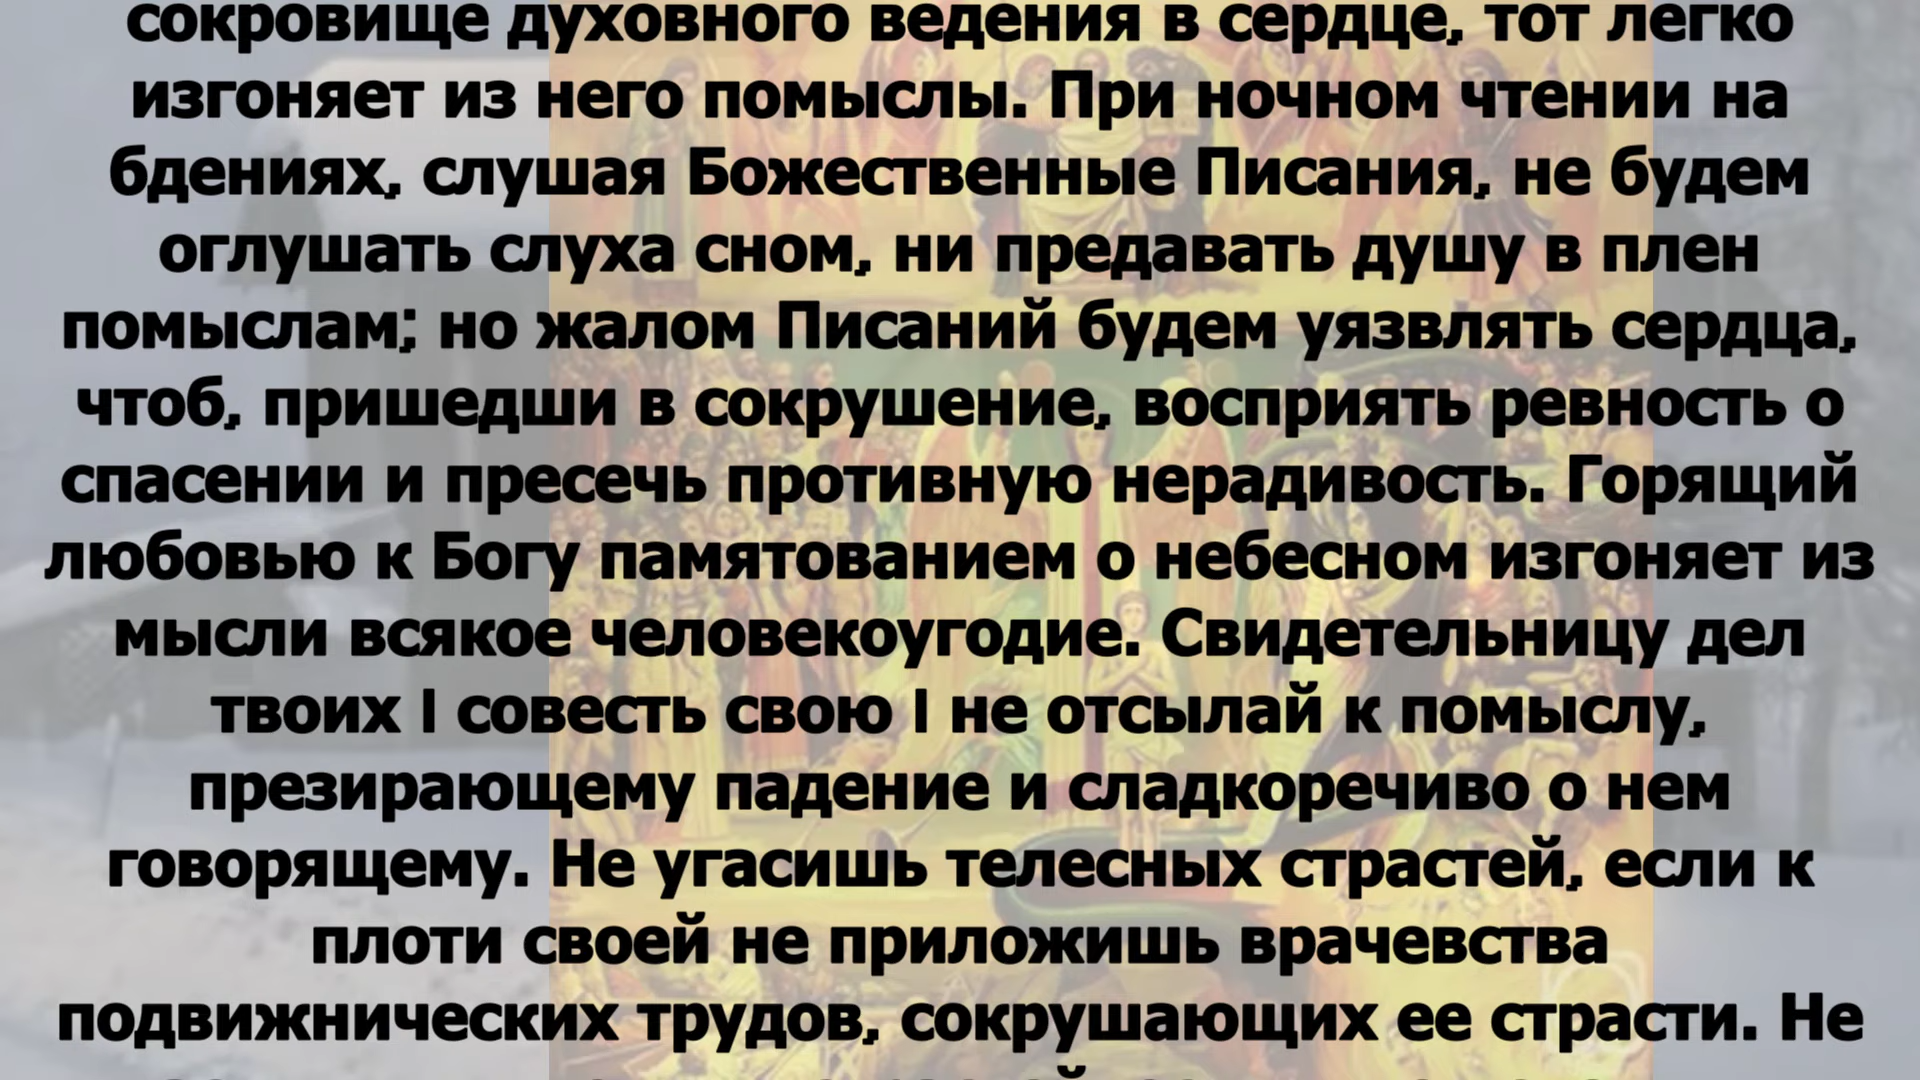 сокровище духовного ведения в сердце, тот легко
изгоняет из него помыслы. При ночном чтении на
бдениях, слушая Божественные Писания, не будем
оглушать слуха сном, ни предавать душу в плен
помыслам; но жалом Писаний будем уязвлять сердца,
чтоб, пришедши в сокрушение, восприять ревность о
спасении и пресечь противную нерадивость. Горящий
любовью к Богу памятованием о небесном изгоняет из
мысли всякое человекоугодие. Свидетельницу дел
твоих | совесть свою | не отсылай к помыслу,
презирающему падение и сладкоречиво о нем
говорящему. Не угасишь телесных страстей, если к
плоти своей не приложишь врачевства
подвижнических трудов, сокрушающих ее страсти. Не